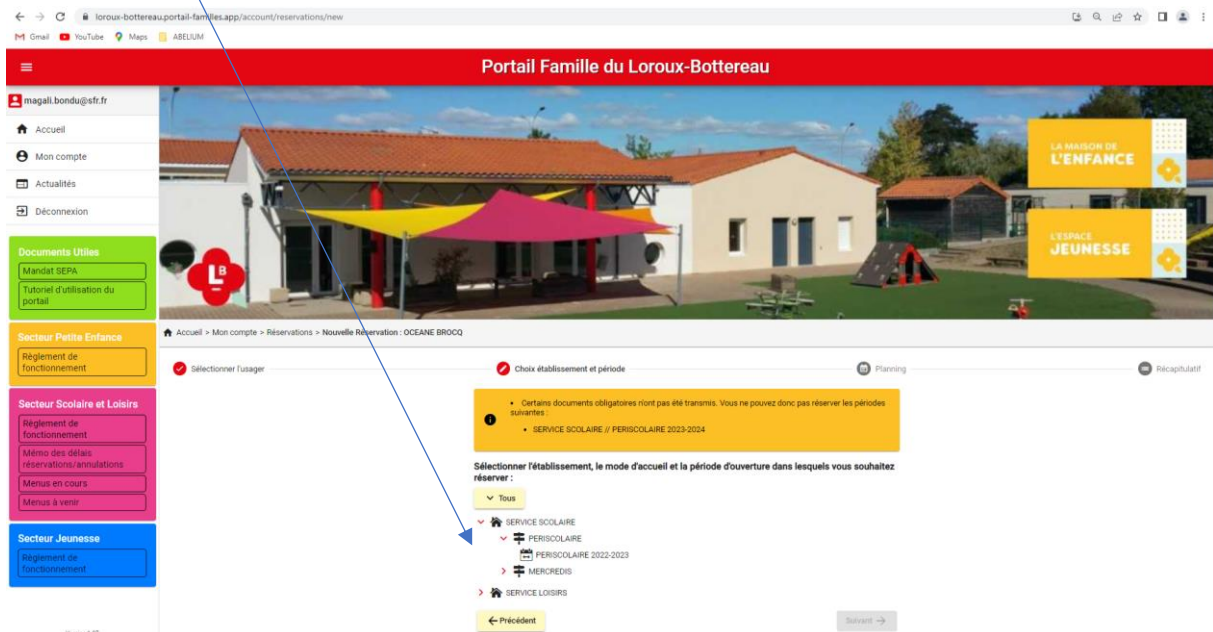 loroux-bottereau.portail-familles.app/account/reservations/new
Gmail YouTube Maps ABELIUM
Portail Famille du Loroux-Bottereau
magali.bondu@sfr.fr
Accueil
Mon compte
Actualités
Déconnexion
LA MAISON DE
L'ENFANCE
L'ESPACE
JEUNESSE
LB
Documents Utiles
Mandat SEPA
Tutoriel d'utilisation du
portail
Secteur Petite Enfance
Règlement de
fonctionnement
Secteur Scolaire et Loisirs
Règlement de
fonctionnement
Mémo des délais
réservations/annulations
Menus en cours
Menus à venir
Secteur Jeunesse
Règlement de
fonctionnement
Accueil > Mon compte > Réservations > Nouvelle Réservation : OCEANE BROCQ
Sélectionner l'usager
Choix établissement et période
Planning
Récapitulatif
• Certains documents obligatoires n'ont pas été transmis. Vous ne pouvez donc pas réserver les périodes
suivantes :
• SERVICE SCOLAIRE // PERISCOLAIRE 2023-2024
Sélectionner l'établissement, le mode d'accueil et la période d'ouverture dans lesquels vous souhaitez
réserver :
Tous
SERVICE SCOLAIRE
PERISCOLAIRE
PERISCOLAIRE 2022-2023
MERCREDIS
SERVICE LOISIRS
← Précédent
Suivant →